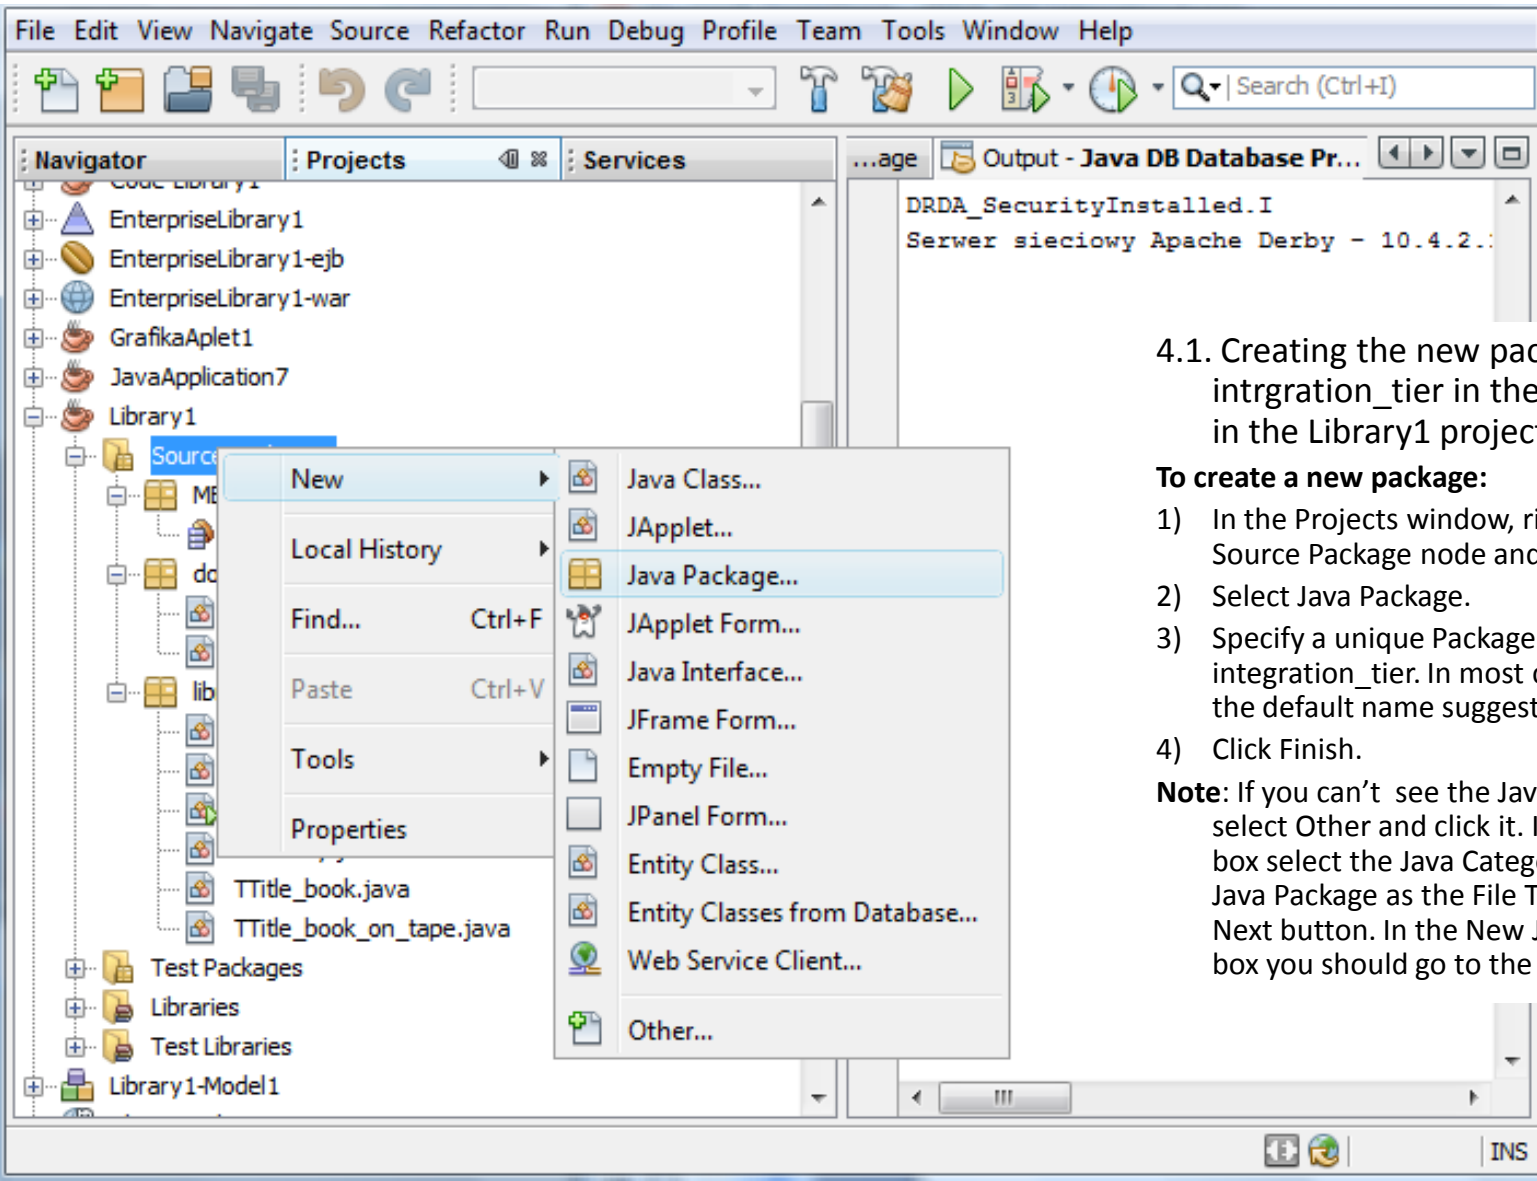 File Edit View Navigate Source Refactor Run Debug Profile Team Tools Window Help
Search (Ctrl+I)
Navigator
Projects
Services
...age
Output - Java DB Database Pr...
Code-Library1
EnterpriseLibrary1
EnterpriseLibrary1-ejb
EnterpriseLibrary1-war
GrafikaAplet1
JavaApplication7
Library1
Source
ME
do
lib
TTitle_book.java
TTitle_book_on_tape.java
Test Packages
Libraries
Test Libraries
Library1-Model1
New
Local History
Find... Ctrl+F
Paste Ctrl+V
Tools
Properties
Java Class...
JApplet...
Java Package...
JApplet Form...
Java Interface...
JFrame Form...
Empty File...
JPanel Form...
Entity Class...
Entity Classes from Database...
Web Service Client...
Other...
DRDA_SecurityInstalled.I
Serwer sieciowy Apache Derby - 10.4.2.
4.1. Creating the new pac
intrgration_tier in the
in the Library1 project
To create a new package:
1) In the Projects window, ri
Source Package node and
2) Select Java Package.
3) Specify a unique Package
integration_tier. In most
the default name suggest
4) Click Finish.
Note: If you can’t see the Jav
select Other and click it. I
box select the Java Catego
Java Package as the File T
Next button. In the New J
box you should go to the
INS